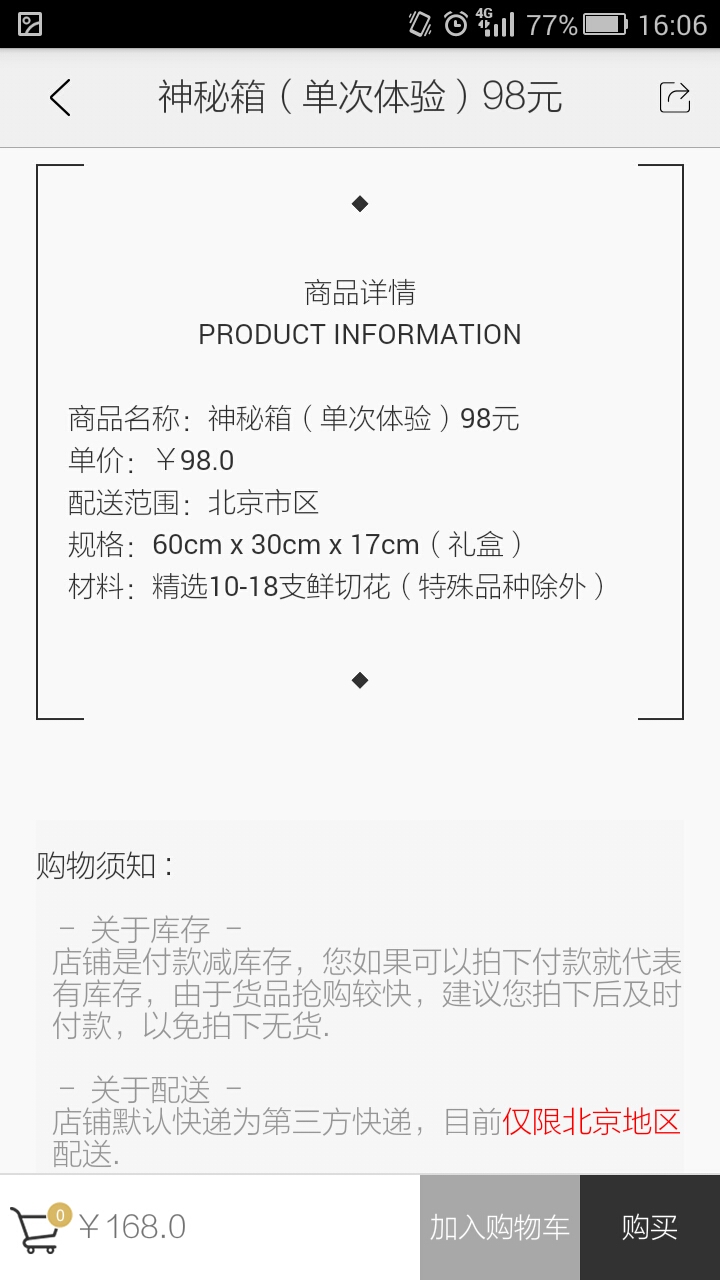 4G
77%
16:06
神秘箱（单次体验）98元
商品详情
PRODUCT INFORMATION
商品名称：神秘箱（单次体验）98元
单价：￥98.0
配送范围：北京市区
规格：60cm x 30cm x 17cm（礼盒）
材料：精选10-18支鲜切花（特殊品种除外）
购物须知：
－ 关于库存 －
店铺是付款减库存，您如果可以拍下付款就代表
有库存，由于货品抢购较快，建议您拍下后及时
付款，以免拍下无货.
－ 关于配送 －
店铺默认快递为第三方快递，目前仅限北京地区
配送.
0
￥168.0
加入购物车
购买